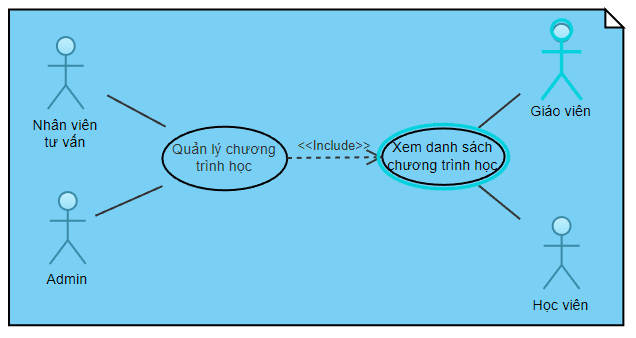 Nhân viên
tư vấn
Admin
Quản lý chương
trình học
<<Include>>
Xem danh sách
chương trình học
Giáo viên
Học viên